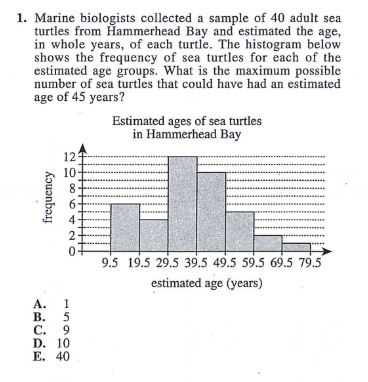 1. Marine biologists collected a sample of 40 adult sea
turtles from Hammerhead Bay and estimated the age,
in whole years, of each turtle. The histogram below
shows the frequency of sea turtles for each of the
estimated age groups. What is the maximum possible
number of sea turtles that could have had an estimated
age of 45 years?
Estimated ages of sea turtles
in Hammerhead Bay
frequency
12
10
8
6
4
2
0
9.5 19.5 29.5 39.5 49.5 59.5 69.5 79.5
estimated age (years)
A. 1
B. 5
C. 9
D. 10
E. 40